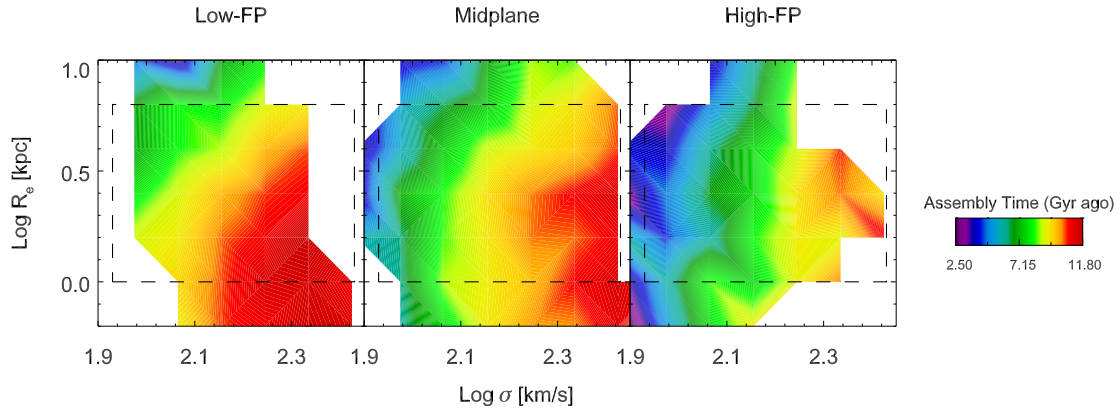 Low-FP Midplane High-FP
1.0
0.5
0.0
Log Rₑ [kpc]
1.9 2.1 2.3 1.9 2.1 2.3 1.9 2.1 2.3
Log σ [km/s]
Assembly Time (Gyr ago)
2.50 7.15 11.80